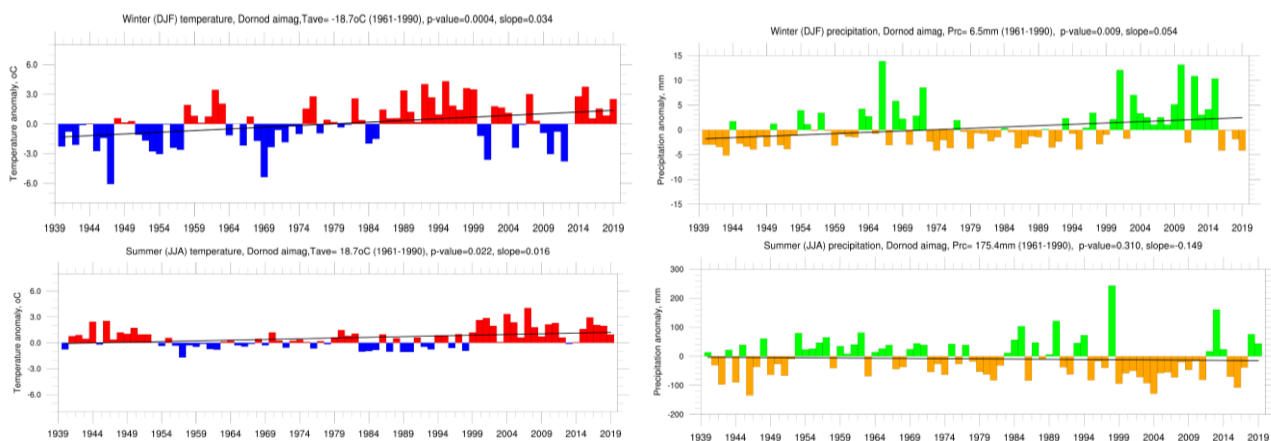 Winter (DJF) temperature, Dornod aimag,Tave= -18.7oC (1961-1990), p-value=0.0004, slope=0.034
6.0
3.0
0.0
-3.0
-6.0
Temperature anomaly, oC
1939 1944 1949 1954 1959 1964 1969 1974 1979 1984 1989 1994 1999 2004 2009 2014 2019
Winter (DJF) precipitation, Dornod aimag, Prc= 6.5mm (1961-1990), p-value=0.009, slope=0.054
15
10
5
0
-5
-10
-15
Precipitation anomaly, mm
1939 1944 1949 1954 1959 1964 1969 1974 1979 1984 1989 1994 1999 2004 2009 2014 2019
Summer (JJA) temperature, Dornod aimag,Tave= 18.7oC (1961-1990), p-value=0.022, slope=0.016
6.0
3.0
0.0
-3.0
-6.0
Temperature anomaly, oC
1939 1944 1949 1954 1959 1964 1969 1974 1979 1984 1989 1994 1999 2004 2009 2014 2019
Summer (JJA) precipitation, Dornod aimag, Prc= 175.4mm (1961-1990), p-value=0.310, slope=-0.149
300
200
100
0
-100
-200
Precipitation anomaly, mm
1939 1944 1949 1954 1959 1964 1969 1974 1979 1984 1989 1994 1999 2004 2009 2014 2019